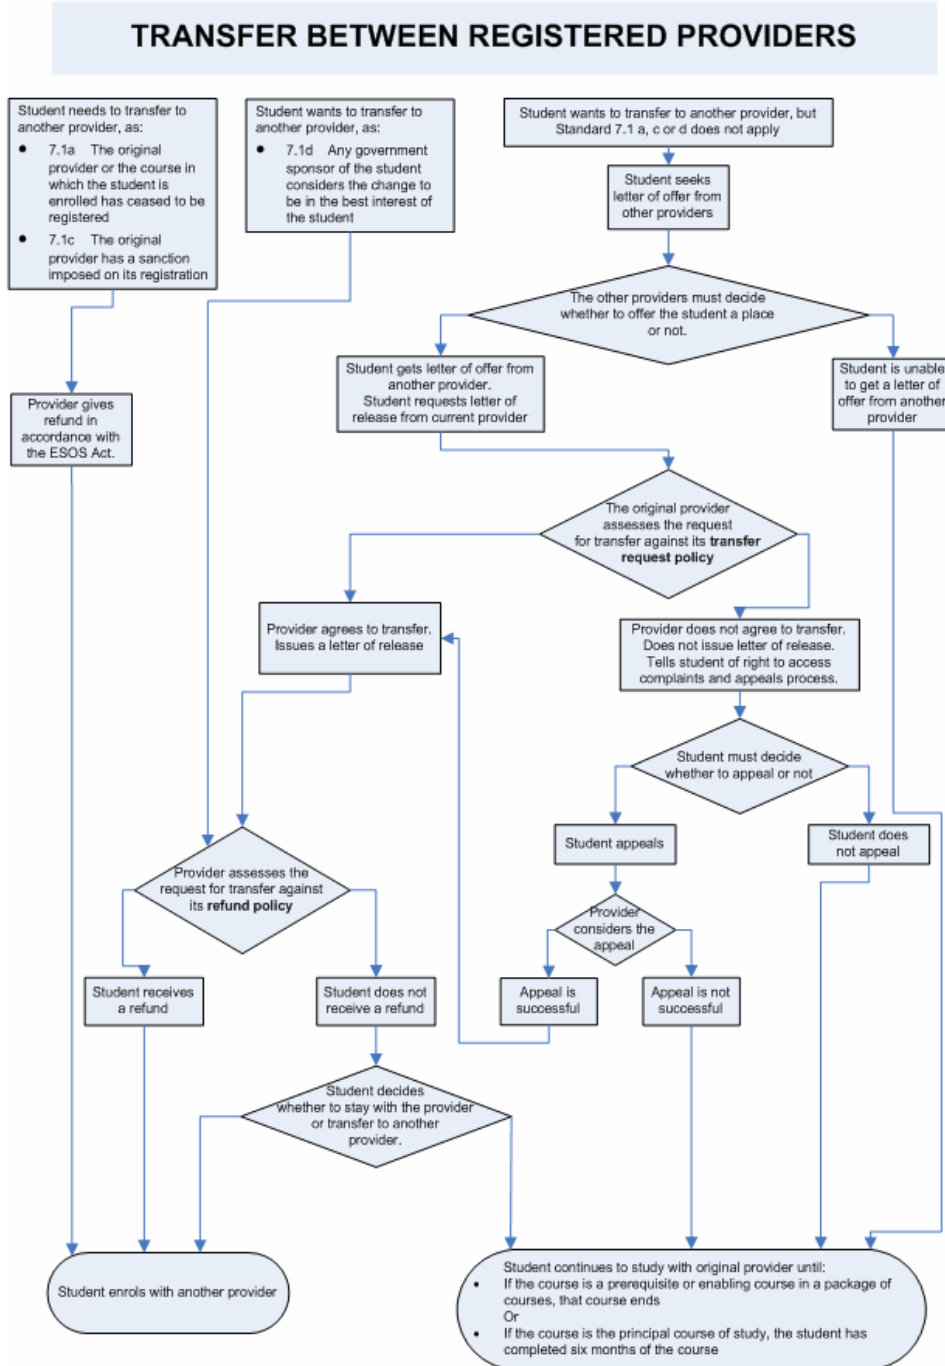 TRANSFER BETWEEN REGISTERED PROVIDERS
Student needs to transfer to
another provider, as:
• 7.1a The original
provider or the course in
which the student is
enrolled has ceased to be
registered
• 7.1c The original
provider has a sanction
imposed on its registration
Student wants to transfer to
another provider, as:
• 7.1d Any government
sponsor of the student
considers the change to
be in the best interest of
the student
Student wants to transfer to another provider, but
Standard 7.1 a, c or d does not apply
Student seeks
letter of offer from
other providers
The other providers must decide
whether to offer the student a place
or not.
Student gets letter of offer from
another provider.
Student requests letter of
release from current provider
Student is unable
to get a letter of
offer from another
provider
Provider gives
refund in
accordance with
the ESOS Act.
The original provider
assesses the request
for transfer against its transfer
request policy
Provider agrees to transfer.
Issues a letter of release
Provider does not agree to transfer.
Does not issue letter of release.
Tells student of right to access
complaints and appeals process.
Student must decide
whether to appeal or not
Student appeals
Student does
not appeal
Provider assesses the
request for transfer against
its refund policy
Provider
considers the
appeal
Student receives
a refund
Student does not
receive a refund
Appeal is
successful
Appeal is not
successful
Student decides
whether to stay with the provider
or transfer to another
provider.
Student enrols with another provider
Student continues to study with original provider until:
• If the course is a prerequisite or enabling course in a package of
courses, that course ends
Or
• If the course is the principal course of study, the student has
completed six months of the course